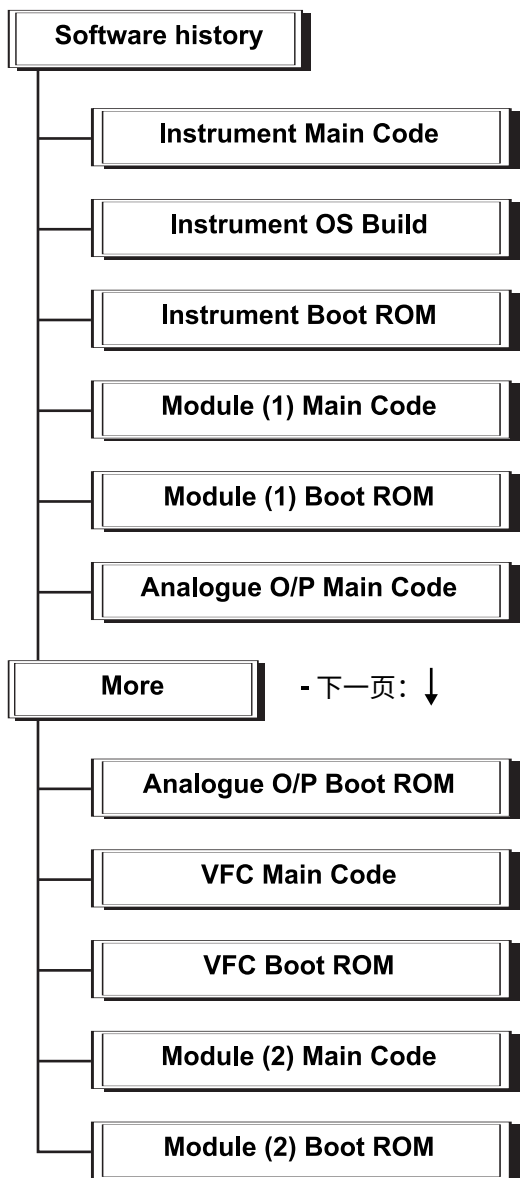 Software history
Instrument Main Code
Instrument OS Build
Instrument Boot ROM
Module (1) Main Code
Module (1) Boot ROM
Analogue O/P Main Code
More - 下一页：↓
Analogue O/P Boot ROM
VFC Main Code
VFC Boot ROM
Module (2) Main Code
Module (2) Boot ROM